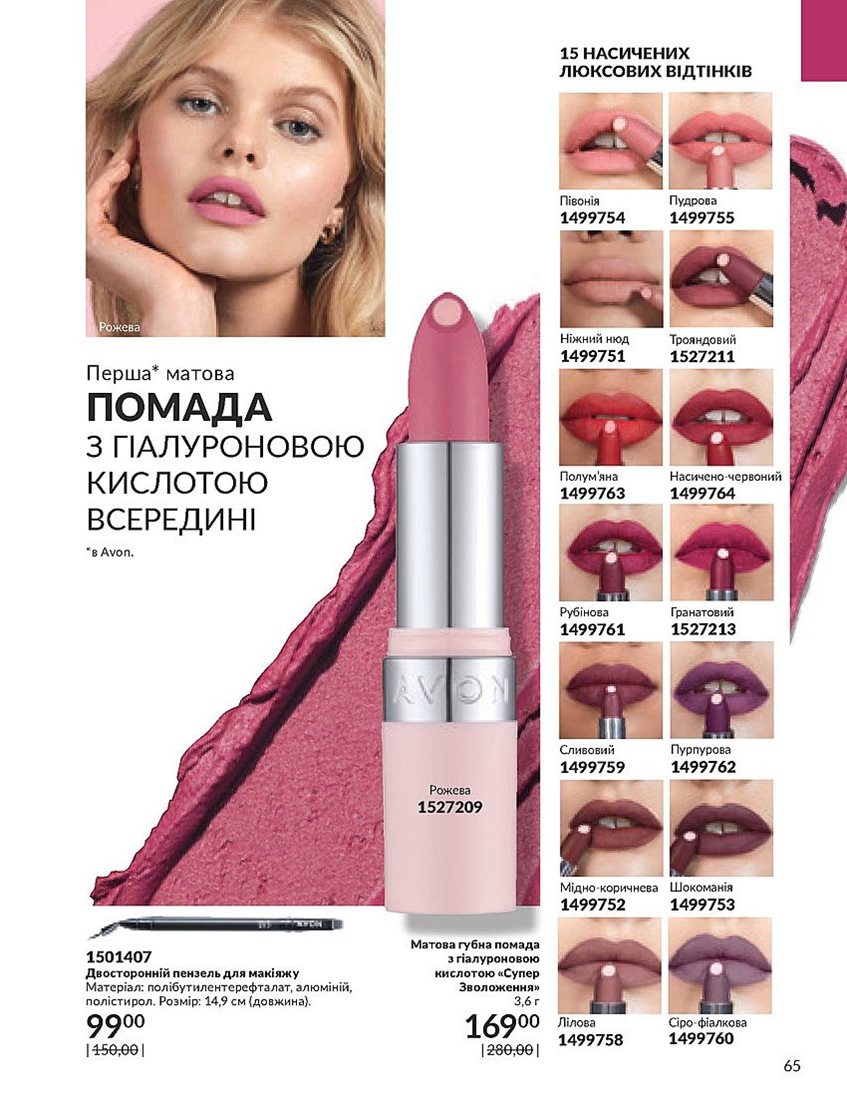 Рожева
Перша* матова
ПОМАДА
З ГІАЛУРОНОВОЮ
КИСЛОТОЮ
ВСЕРЕДИНІ
*в Avon.
AVON
Рожева
1527209
15 НАСИЧЕНИХ
ЛЮКСОВИХ ВІДТІНКІВ
Півонія
1499754
Пудрова
1499755
Ніжний нюд
1499751
Трояндовий
1527211
Полум'яна
1499763
Насичено-червоний
1499764
Рубінова
1499761
Гранатовий
1527213
Сливовий
1499759
Пурпурова
1499762
Мідно-коричнева
1499752
Шокоманія
1499753
Лілова
1499758
Сіро-фіалкова
1499760
AVON
1501407
Двосторонній пензель для макіяжу
Матеріал: полібутилентерефталат, алюміній,
полістирол. Розмір: 14,9 см (довжина).
9900
|150,00|
Матова губна помада
з гіалуроновою
кислотою «Супер
Зволоження»
3,6 г
16900
|280,00|
65